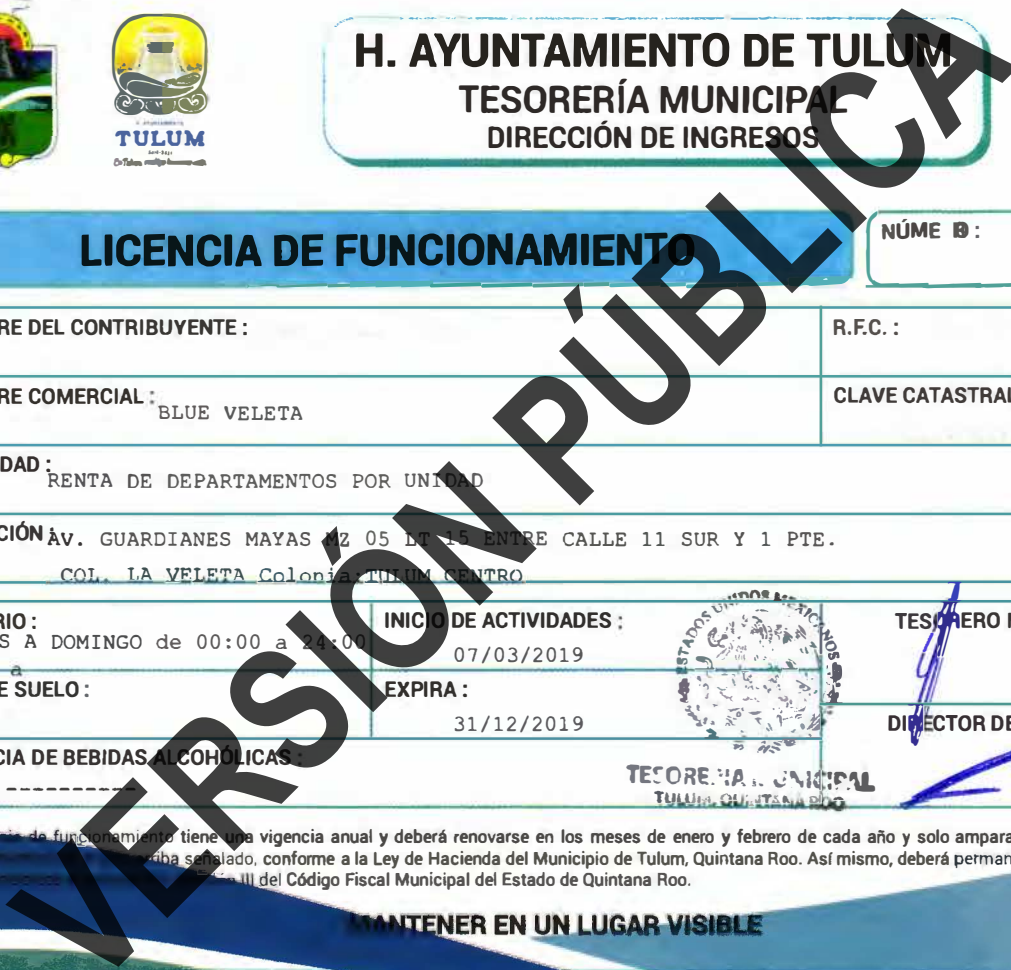 H. AYUNTAMIENTO DE TULUM
TESORERÍA MUNICIPAL
DIRECCIÓN DE INGRESOS
TULUM
LICENCIA DE FUNCIONAMIENTO
NÚME :
RE DEL CONTRIBUYENTE :
R.F.C. :
RE COMERCIAL :
BLUE VELETA
CLAVE CATASTRAL
DAD :
RENTA DE DEPARTAMENTOS POR UNIDAD
CIÓN :
AV. GUARDIANES MAYAS MZ 05 LT 15 ENTRE CALLE 11 SUR Y 1 PTE.
COL. LA VELETA Colonia:TULUM CENTRO
RIO :
S A DOMINGO de 00:00 a 24:00
a
INICIO DE ACTIVIDADES :
07/03/2019
TESORERO
E SUELO :
EXPIRA :
31/12/2019
DIRECTOR DE
CIA DE BEBIDAS ALCOHÓLICAS :
-----------
ESTADOS UNIDOS MEXICANOS
TESORERIA MUNICIPAL
TULUM, QUINTANA ROO
de funcionamiento tiene una vigencia anual y deberá renovarse en los meses de enero y febrero de cada año y solo ampara
señalado, conforme a la Ley de Hacienda del Municipio de Tulum, Quintana Roo. Así mismo, deberá perman
III del Código Fiscal Municipal del Estado de Quintana Roo.
MANTENER EN UN LUGAR VISIBLE
VERSIÓN PÚBLICA